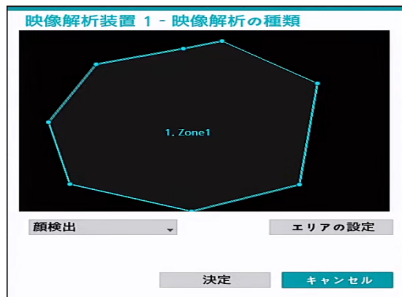 映像解析装置 1 - 映像解析の種類
1. Zone1
顔検出
エリアの設定
決定
キャンセル